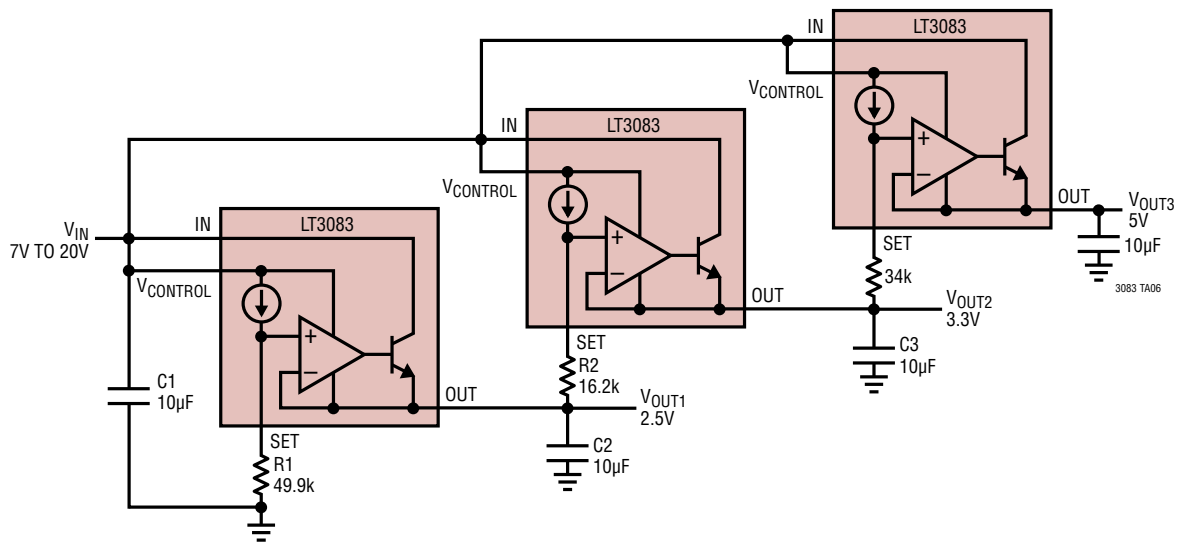 IN
LT3083
VCONTROL
+
–
OUT
VOUT3
5V
10µF
SET
34k
3083 TA06
IN
LT3083
VCONTROL
+
–
OUT
VOUT2
3.3V
C3
10µF
SET
R2
16.2k
VIN
7V TO 20V
IN
LT3083
VCONTROL
+
–
OUT
VOUT1
2.5V
C2
10µF
C1
10µF
SET
R1
49.9k